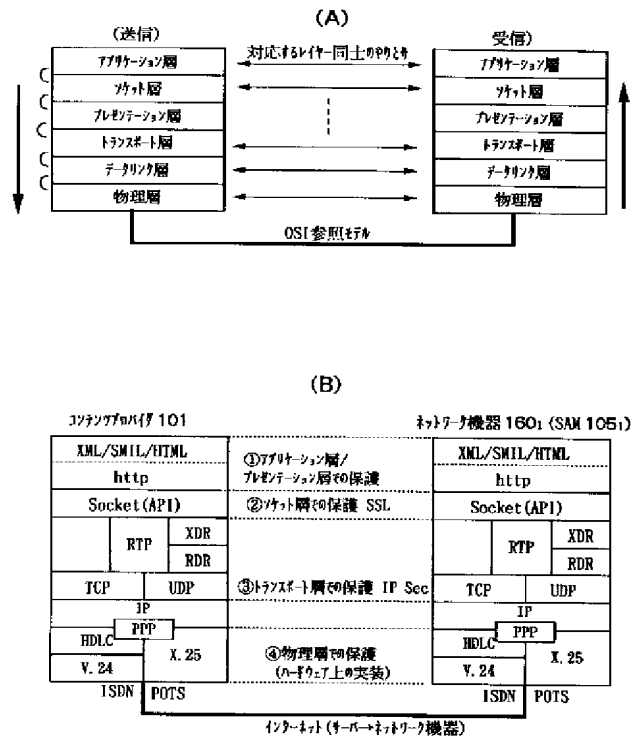 (A)
(送信)
受信)
アプリケーション層
ソケット層
プレゼンテーション層
トランスポート層
データリンク層
物理層
対応するレイヤー同士のやりとり
アプリケーション層
ソケット層
プレゼンテーション層
トランスポート層
データリンク層
物理層
OSI参照モデル
(B)
コンテンツプロバイダ 101
ネットワーク機器 160₁ (SAM 105₁)
XML/SMIL/HTML
http
Socket(API)
RTP
XDR
RDR
TCP
UDP
IP
PPP
HDLC
X.25
V.24
ISDN
POTS
①アプリケーション層/
プレゼンテーション層での保護
②ソケット層での保護 SSL
③トランスポート層での保護 IP Sec
④物理層での保護
(ハードウェア上の実装)
XML/SMIL/HTML
http
Socket(API)
RTP
XDR
RDR
TCP
UDP
IP
PPP
HDLC
X.25
V.24
ISDN
POTS
インターネット(サーバー→ネットワーク機器)